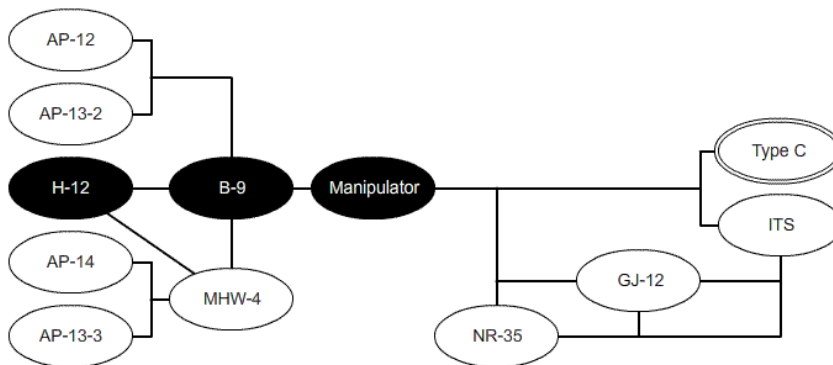 AP-12
AP-13-2
H-12
B-9
Manipulator
Type C
ITS
AP-14
MHW-4
GJ-12
AP-13-3
NR-35